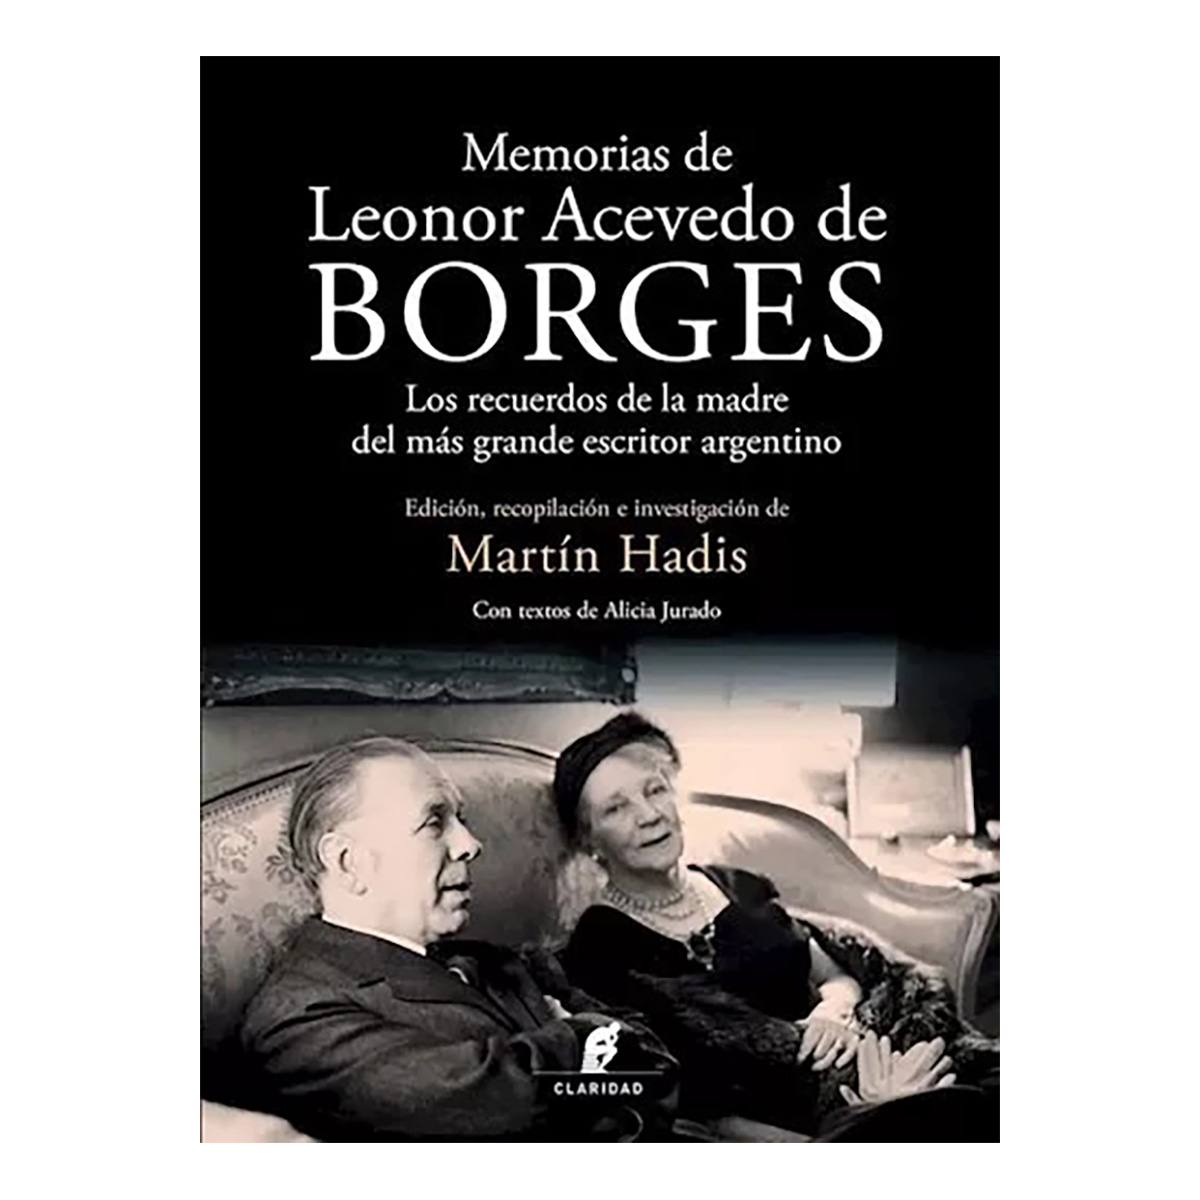 Memorias de
Leonor Acevedo de
BORGES
Los recuerdos de la madre
del más grande escritor argentino
Edición, recopilación e investigación de
Martín Hadis
Con textos de Alicia Jurado
CLARIDAD